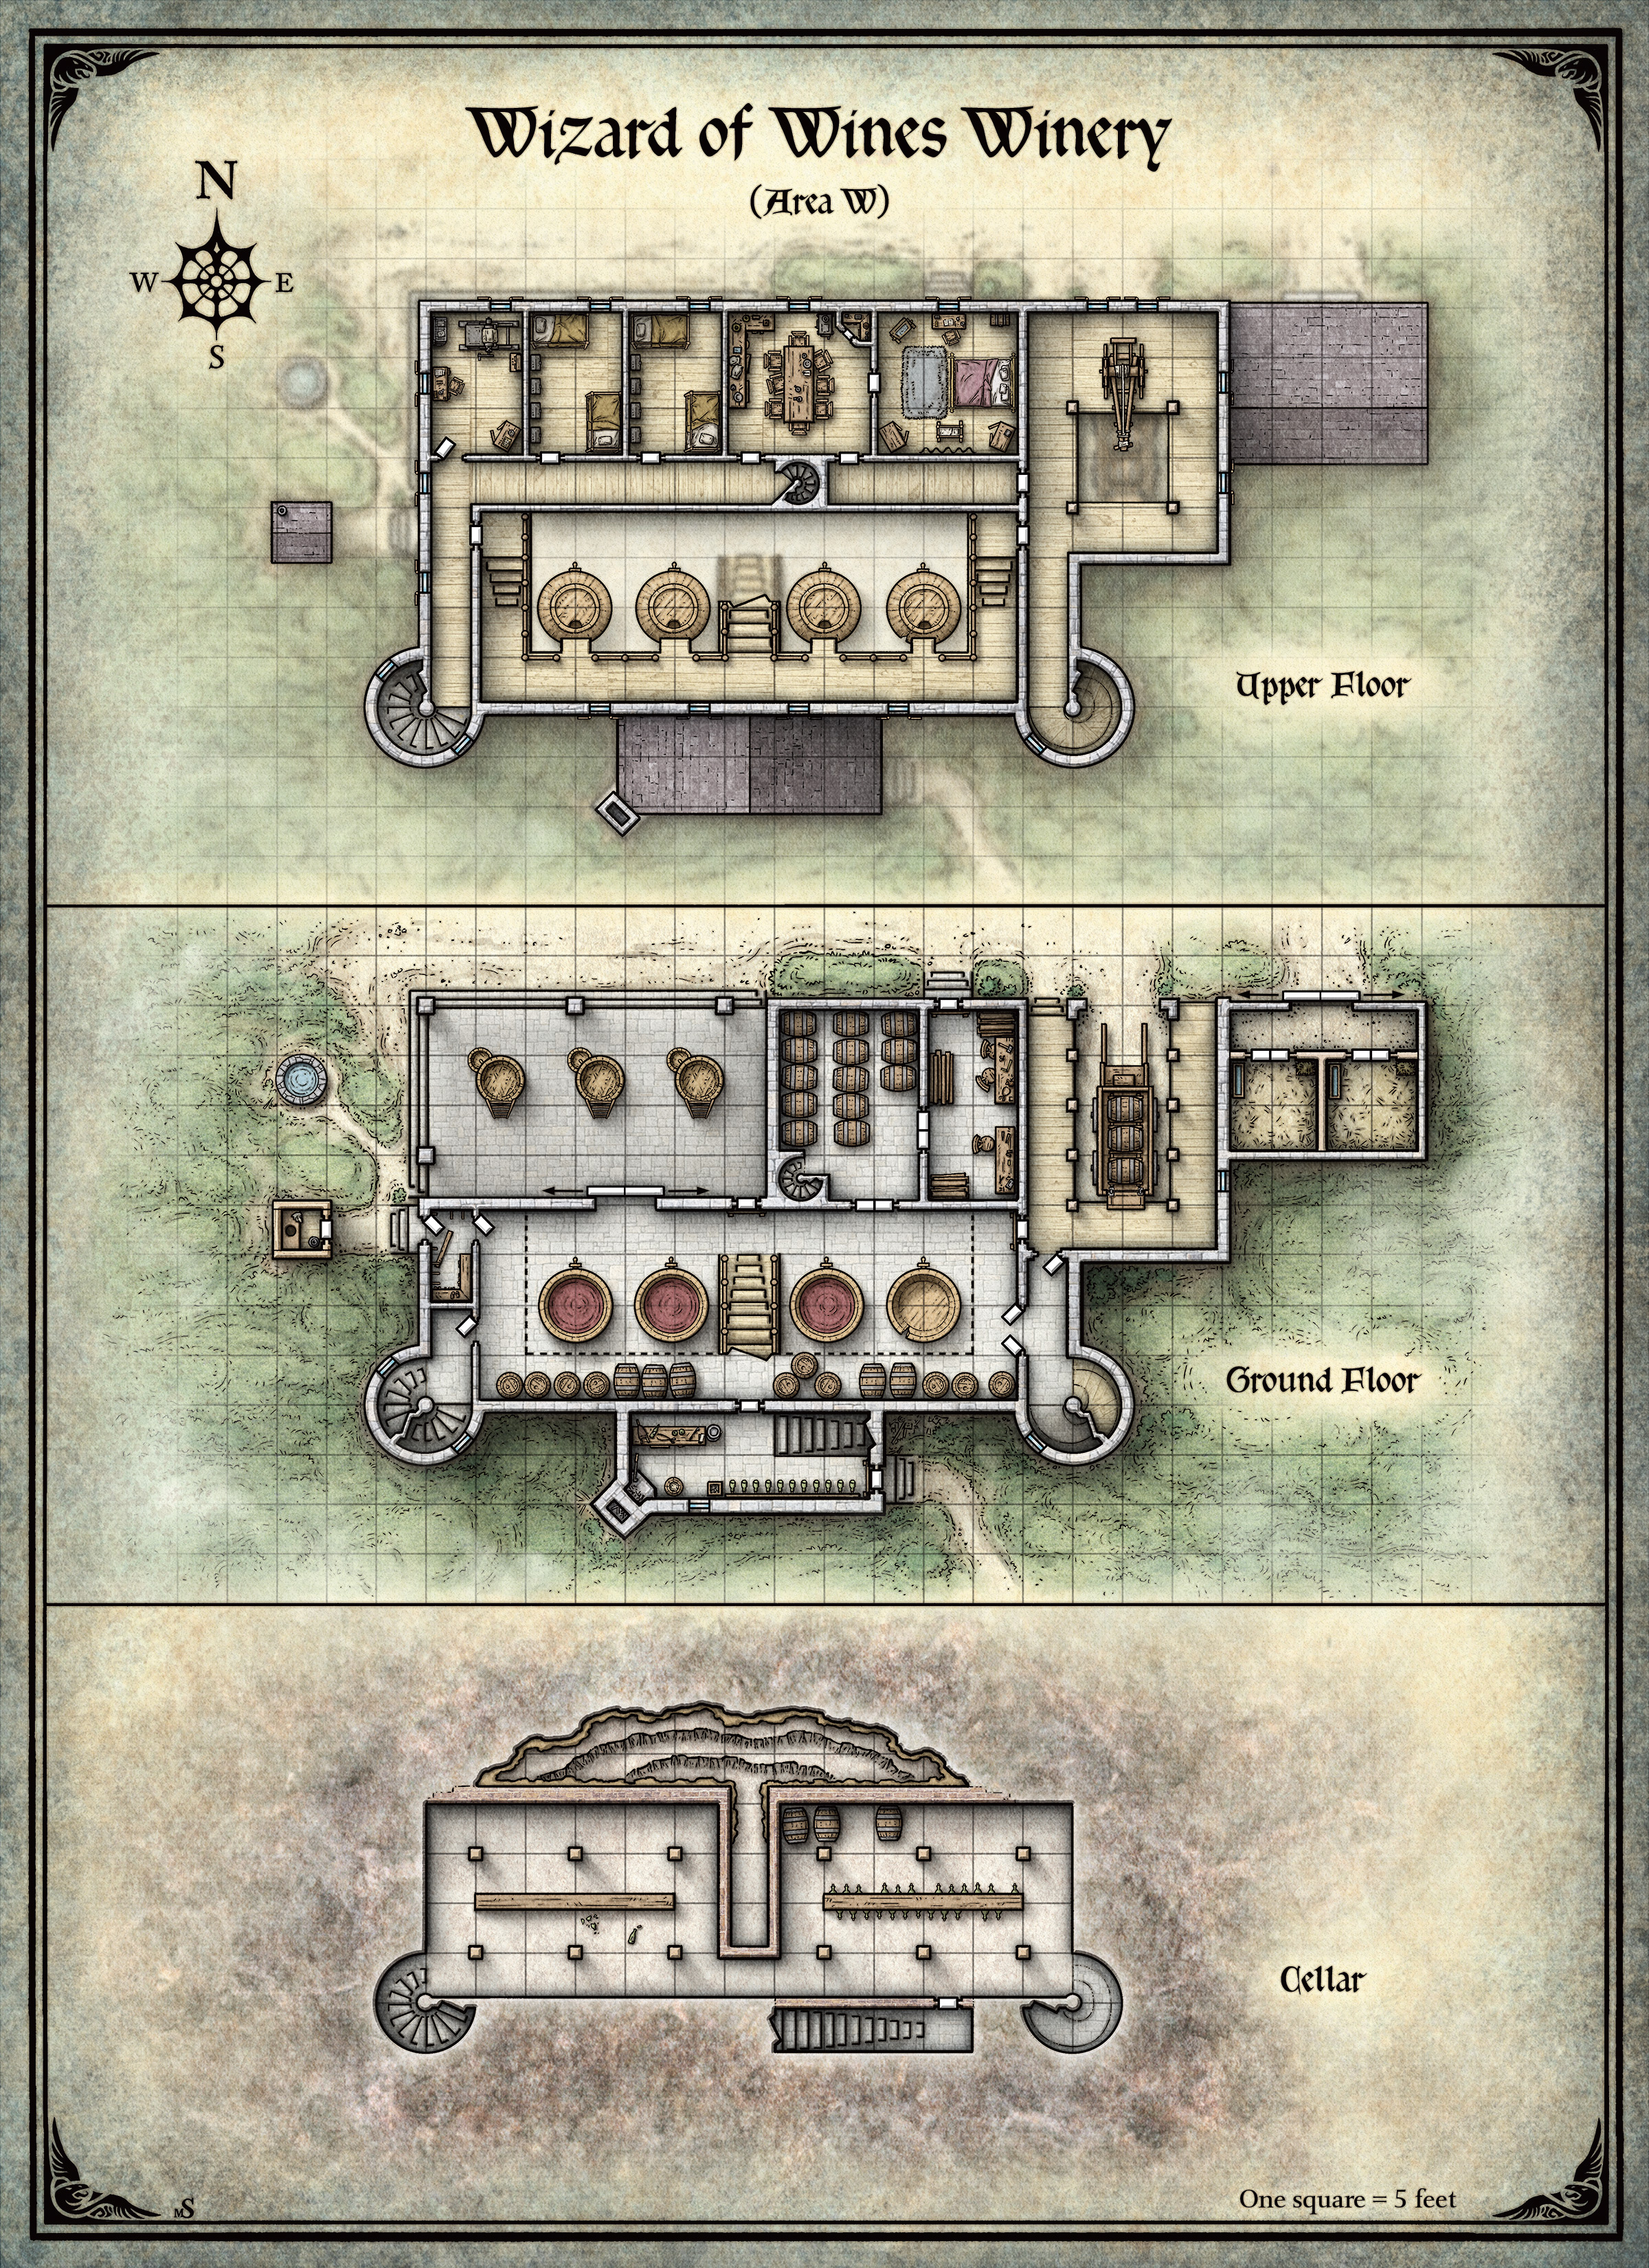 Wizard of Wines Winery
(Area W)
N
W E
S
Upper Floor
Ground Floor
Cellar
One square = 5 feet
MS